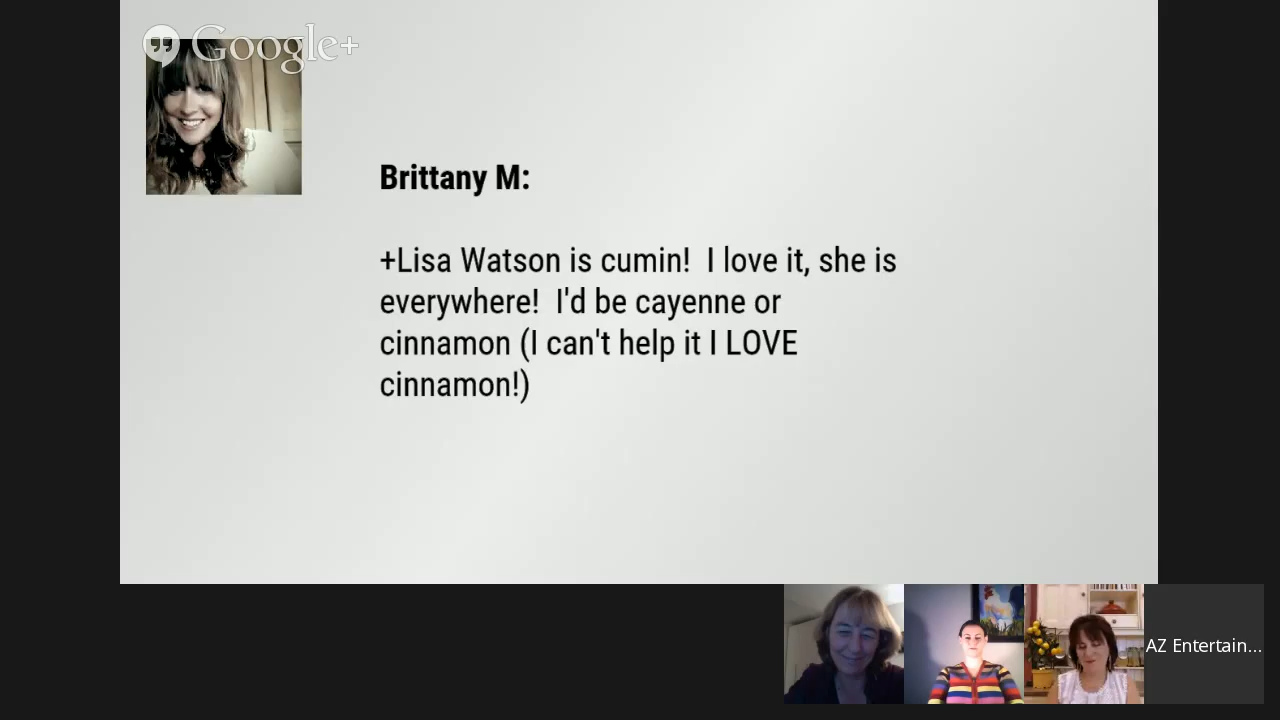 Google+
Brittany M:
+Lisa Watson is cumin!  I love it, she is
everywhere!  I'd be cayenne or
cinnamon (I can't help it I LOVE
cinnamon!)
AZ Entertain...